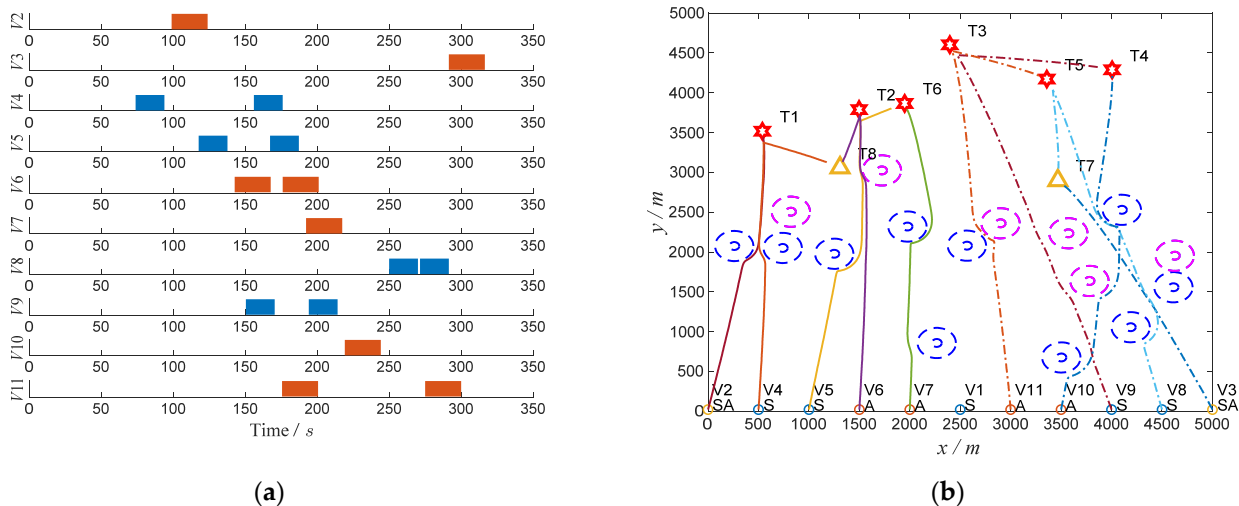 V2
0 50 100 150 200 250 300 350
V3
0 50 100 150 200 250 300 350
V4
0 50 100 150 200 250 300 350
V5
0 50 100 150 200 250 300 350
V6
0 50 100 150 200 250 300 350
V7
0 50 100 150 200 250 300 350
V8
0 50 100 150 200 250 300 350
V9
0 50 100 150 200 250 300 350
V10
0 50 100 150 200 250 300 350
V11
0 50 100 150 200 250 300 350
Time / s
(a)
5000
4500
4000
3500
3000
2500
2000
1500
1000
500
0
y / m
T3
T4
T5
T6
T2
T1
T8
T7
V2 V4 V5 V6 V7 V1 V11 V10 V9 V8 V3
SA S S A A S A A S S SA
0 500 1000 1500 2000 2500 3000 3500 4000 4500 5000
x / m
(b)